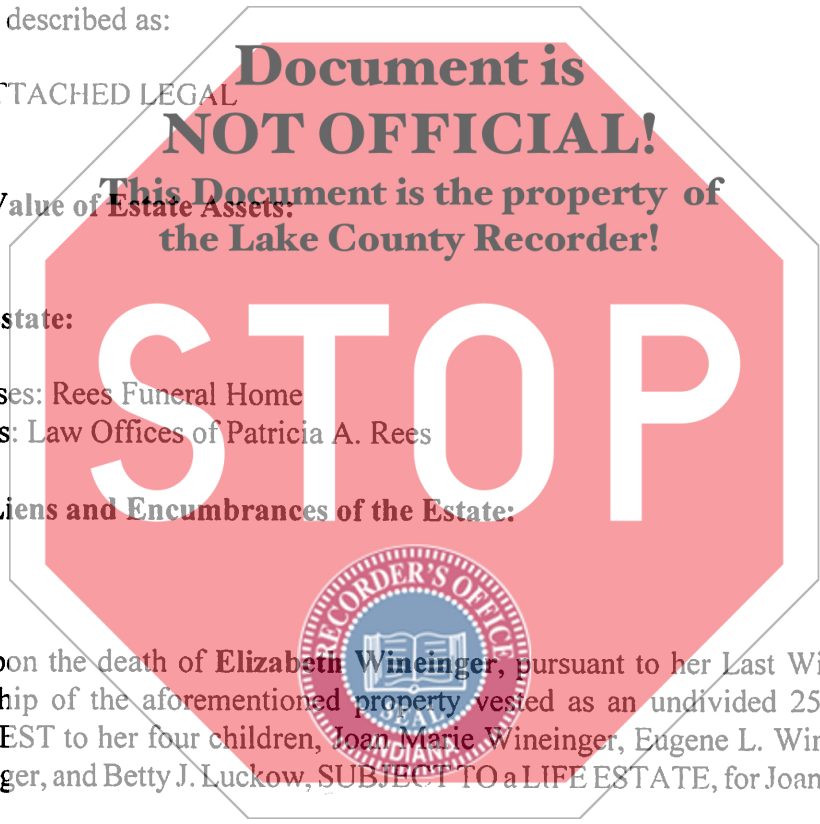 described as:
Document is
TTACHED LEGAL
NOT OFFICIAL!
This Document is the property of
Value of Estate Assets:
the Lake County Recorder!
state:
STOP
ses: Rees Funeral Home
s: Law Offices of Patricia A. Rees
Liens and Encumbrances of the Estate:
RECORDER'S OFFICE
SEAL
INDIANA
pon the death of Elizabeth Wineinger, pursuant to her Last Wi
hip of the aforementioned property vested as an undivided 25
EST to her four children, Joan Marie Wineinger, Eugene L. Win
ger, and Betty J. Luckow, SUBJECT TO a LIFE ESTATE, for Joan